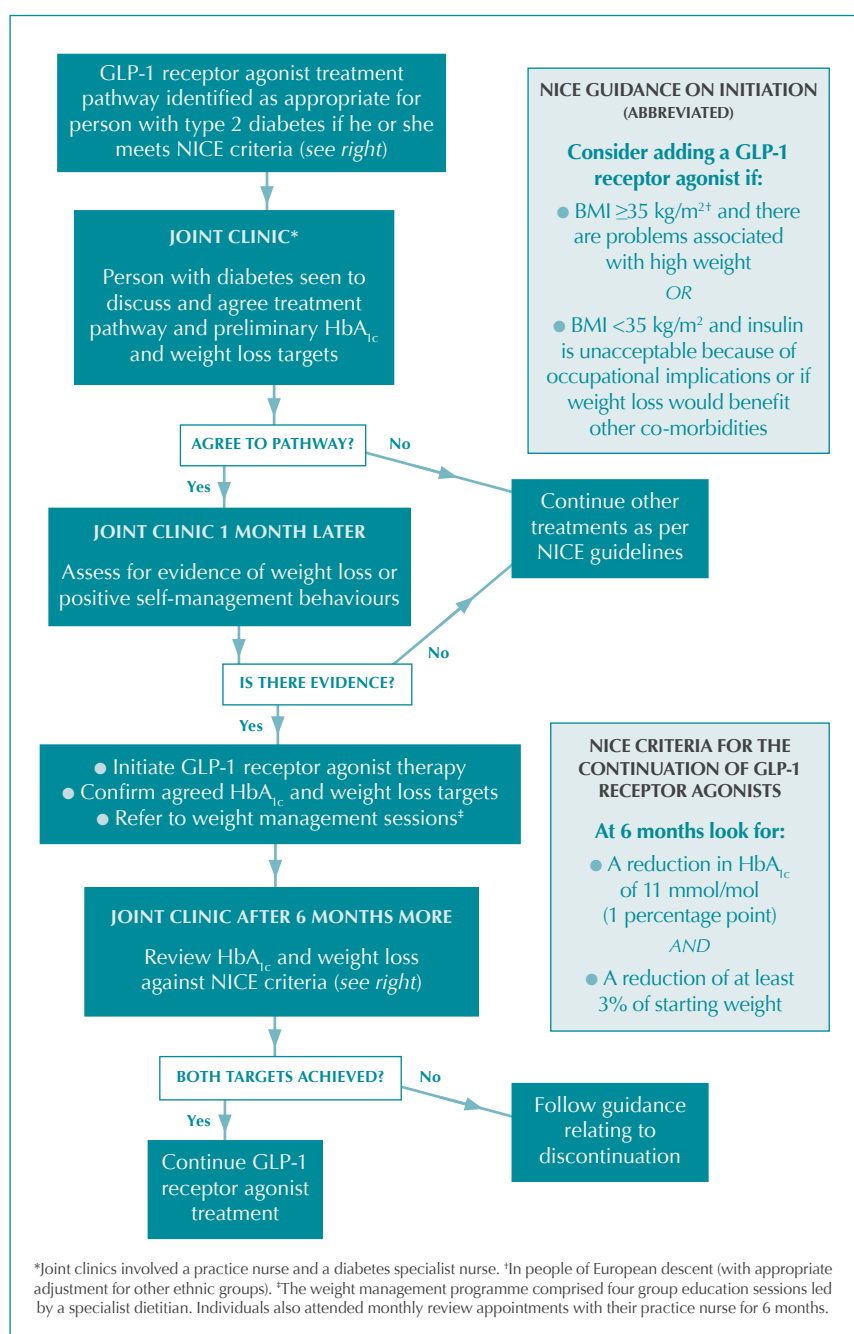 GLP-1 receptor agonist treatment
pathway identified as appropriate for
person with type 2 diabetes if he or she
meets NICE criteria (see right)
JOINT CLINIC*
Person with diabetes seen to
discuss and agree treatment
pathway and preliminary HbA1c
and weight loss targets
AGREE TO PATHWAY?
No
Yes
Continue other
treatments as per
NICE guidelines
JOINT CLINIC 1 MONTH LATER
Assess for evidence of weight loss or
positive self-management behaviours
No
IS THERE EVIDENCE?
Yes
● Initiate GLP-1 receptor agonist therapy
● Confirm agreed HbA1c and weight loss targets
● Refer to weight management sessions‡
JOINT CLINIC AFTER 6 MONTHS MORE
Review HbA1c and weight loss
against NICE criteria (see right)
BOTH TARGETS ACHIEVED?
No
Yes
Follow guidance
relating to
discontinuation
Continue GLP-1
receptor agonist
treatment
NICE GUIDANCE ON INITIATION
(ABBREVIATED)
Consider adding a GLP-1
receptor agonist if:
● BMI ≥35 kg/m²† and there
are problems associated
with high weight
OR
● BMI <35 kg/m² and insulin
is unacceptable because of
occupational implications or if
weight loss would benefit
other co-morbidities
NICE CRITERIA FOR THE
CONTINUATION OF GLP-1
RECEPTOR AGONISTS
At 6 months look for:
● A reduction in HbA1c
of 11 mmol/mol
(1 percentage point)
AND
● A reduction of at least
3% of starting weight
*Joint clinics involved a practice nurse and a diabetes specialist nurse. †In people of European descent (with appropriate
adjustment for other ethnic groups). ‡The weight management programme comprised four group education sessions led
by a specialist dietitian. Individuals also attended monthly review appointments with their practice nurse for 6 months.